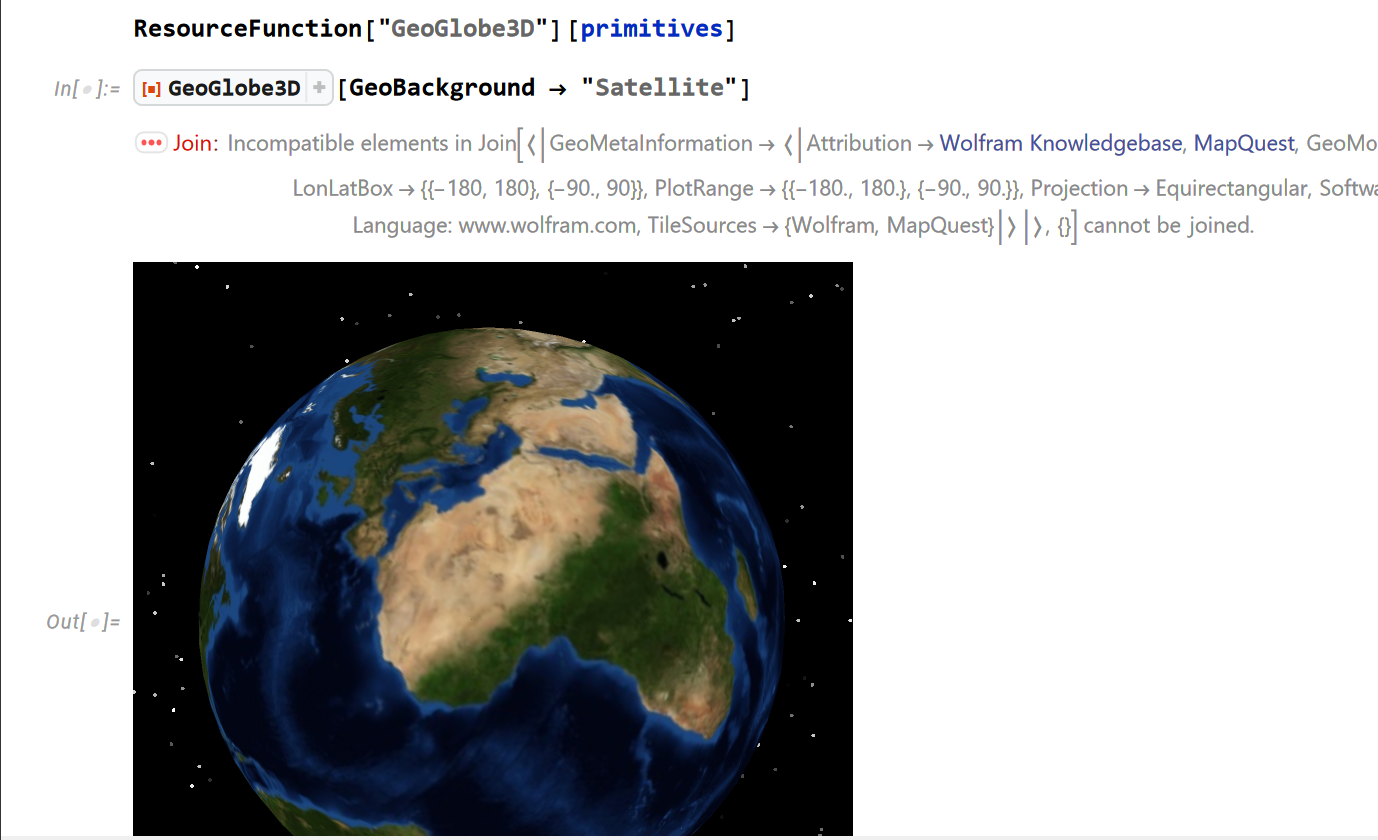 ResourceFunction["GeoGlobe3D"][primitives]
In[•]:= [▪] GeoGlobe3D + [GeoBackground → "Satellite"]
••• Join: Incompatible elements in Join[<|GeoMetaInformation → <|Attribution → Wolfram Knowledgebase, MapQuest, GeoMo
LonLatBox → {{-180, 180}, {-90., 90}}, PlotRange → {{-180., 180.}, {-90., 90.}}, Projection → Equirectangular, Softwa
Language: www.wolfram.com, TileSources → {Wolfram, MapQuest}|>|>, {}] cannot be joined.
Out[•]=